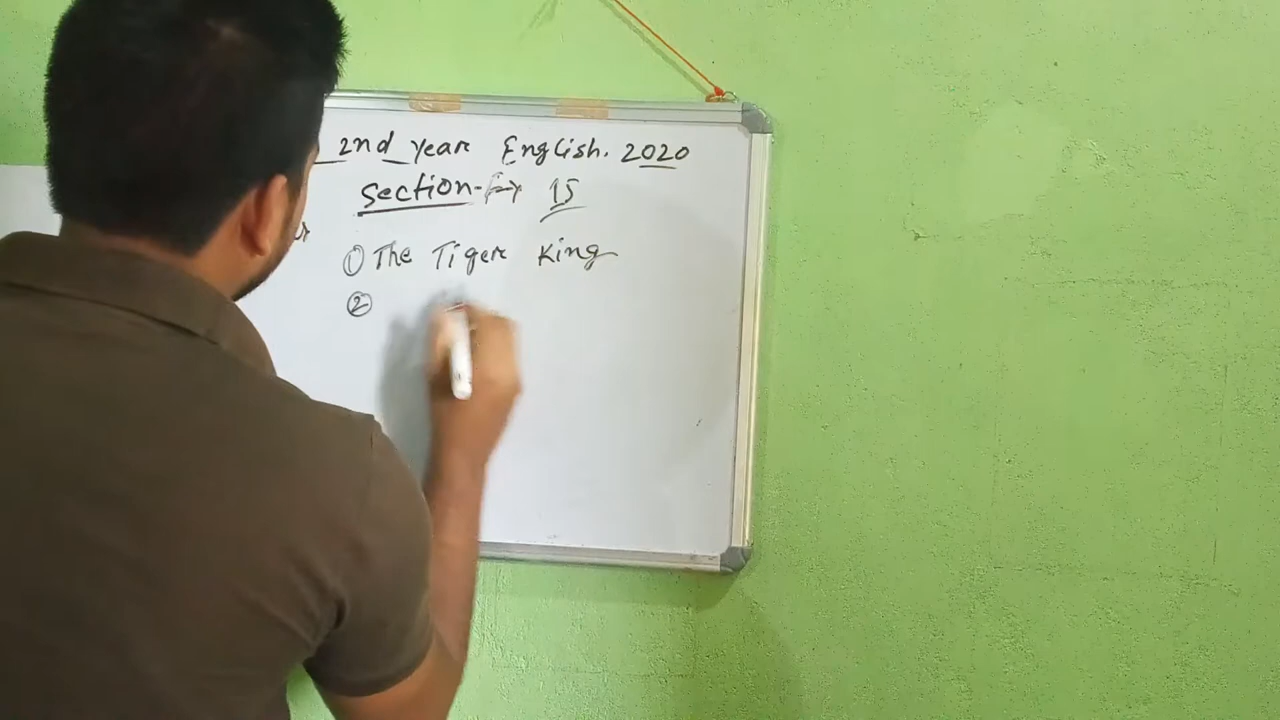 2nd year English. 2020
Section- 15
① The Tiger King
②